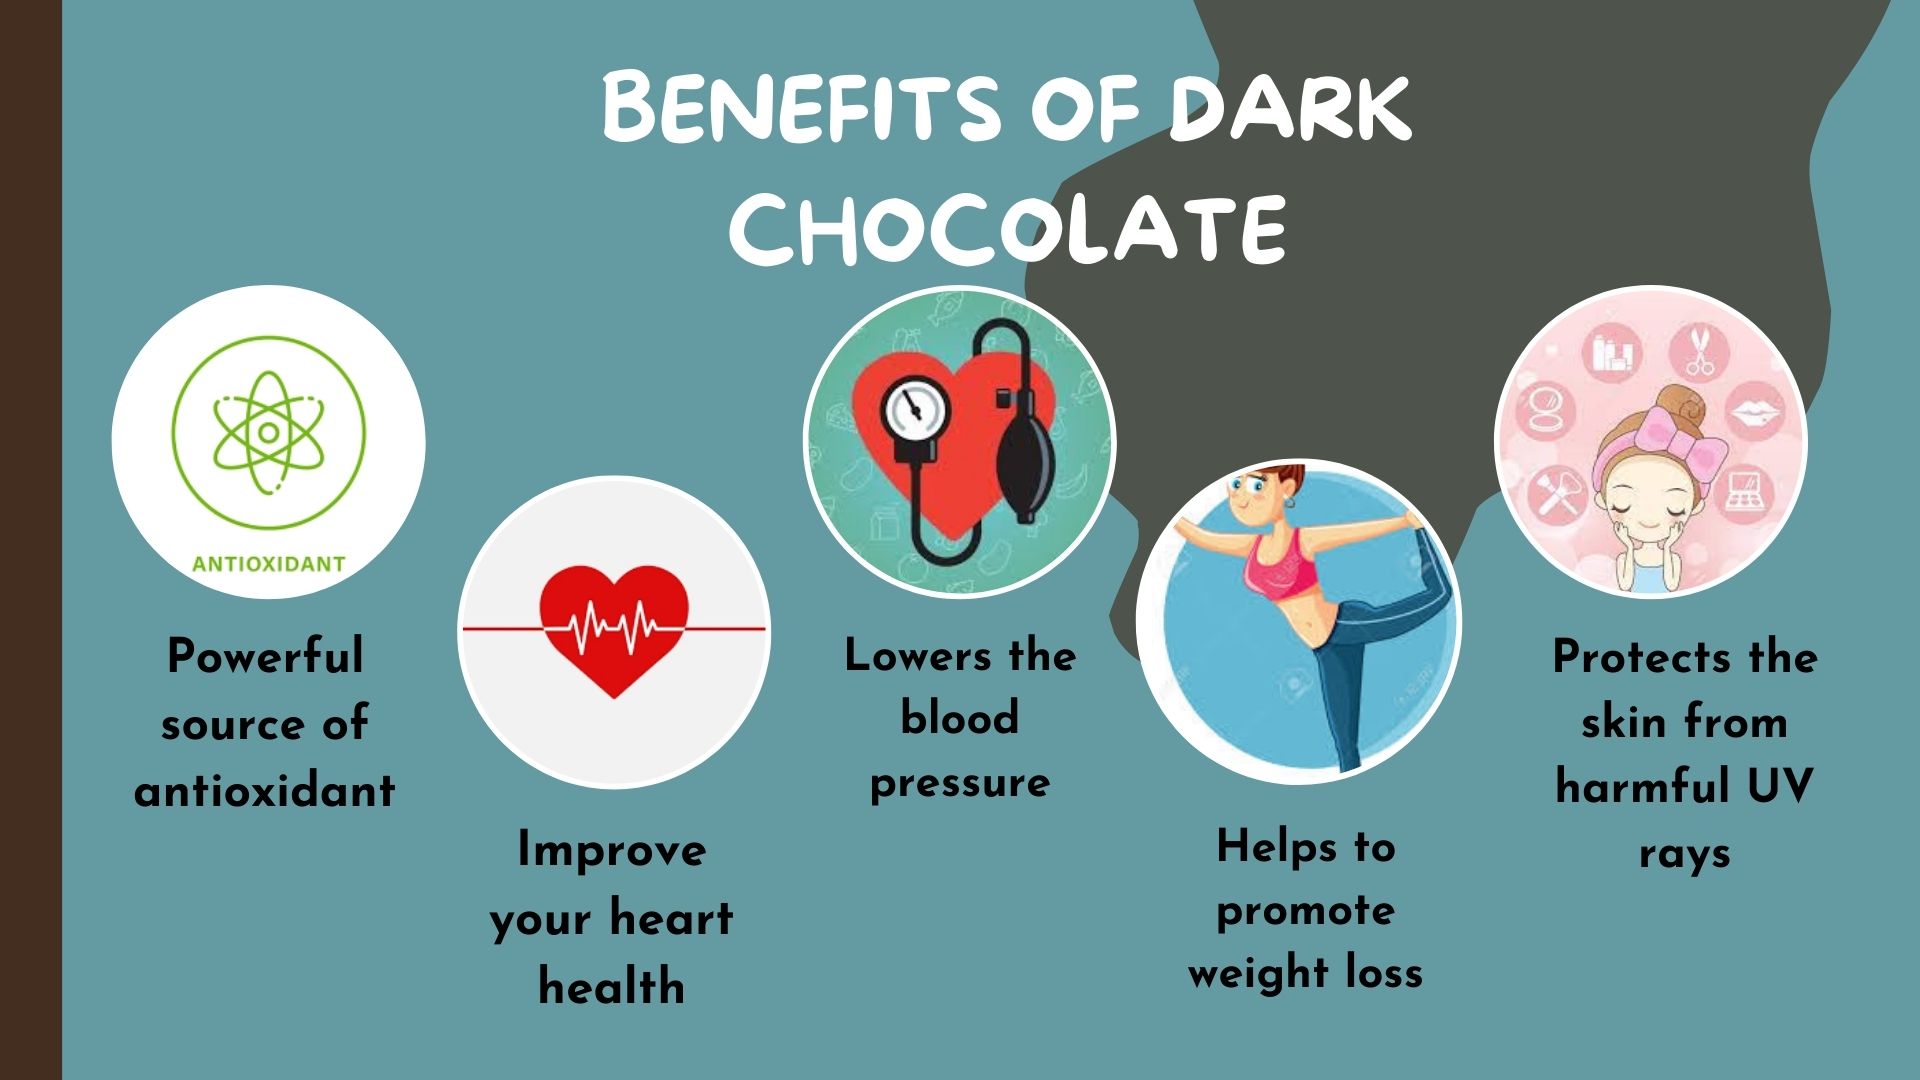 BENEFITS OF DARK
CHOCOLATE
ANTIOXIDANT
Powerful
source of
antioxidant
Improve
your heart
health
Lowers the
blood
pressure
Helps to
promote
weight loss
Protects the
skin from
harmful UV
rays